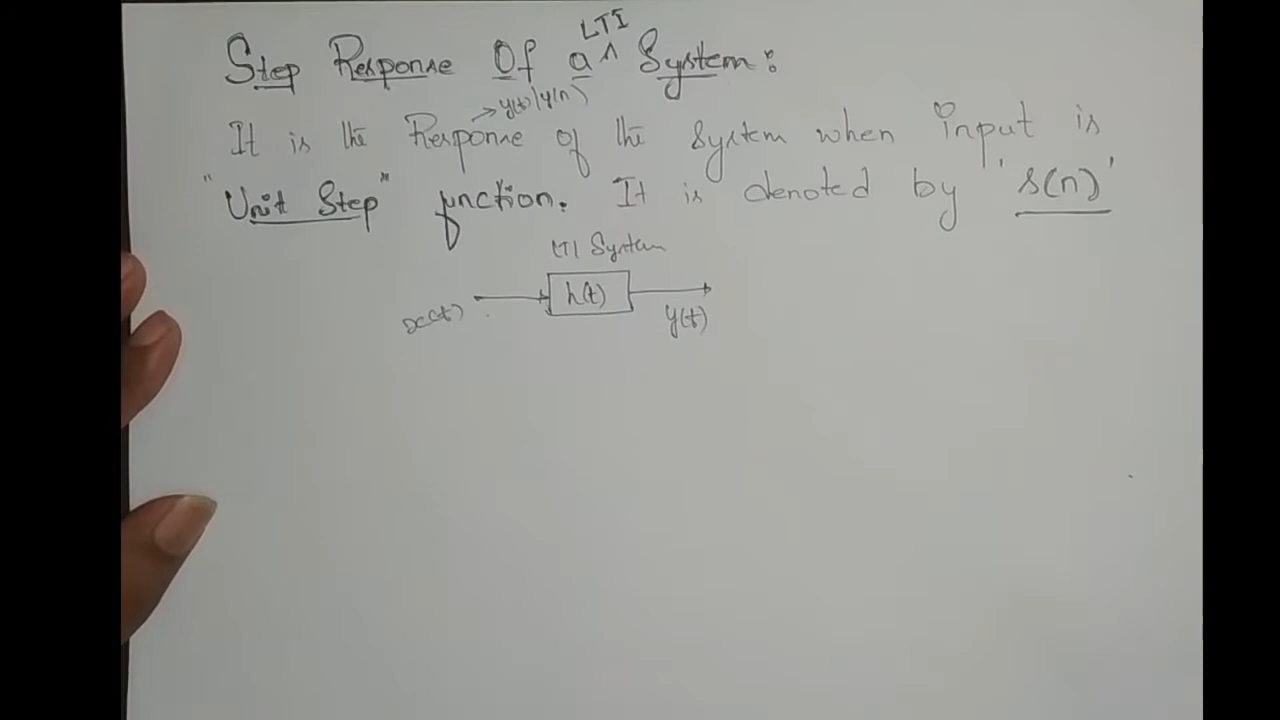 Step Response Of a ^ LTI System:
→ y(t)/y(n)
It is the Response of the System when input is
"Unit Step" function. It is denoted by 's(n)'
LTI System
x(t) h(t) y(t)